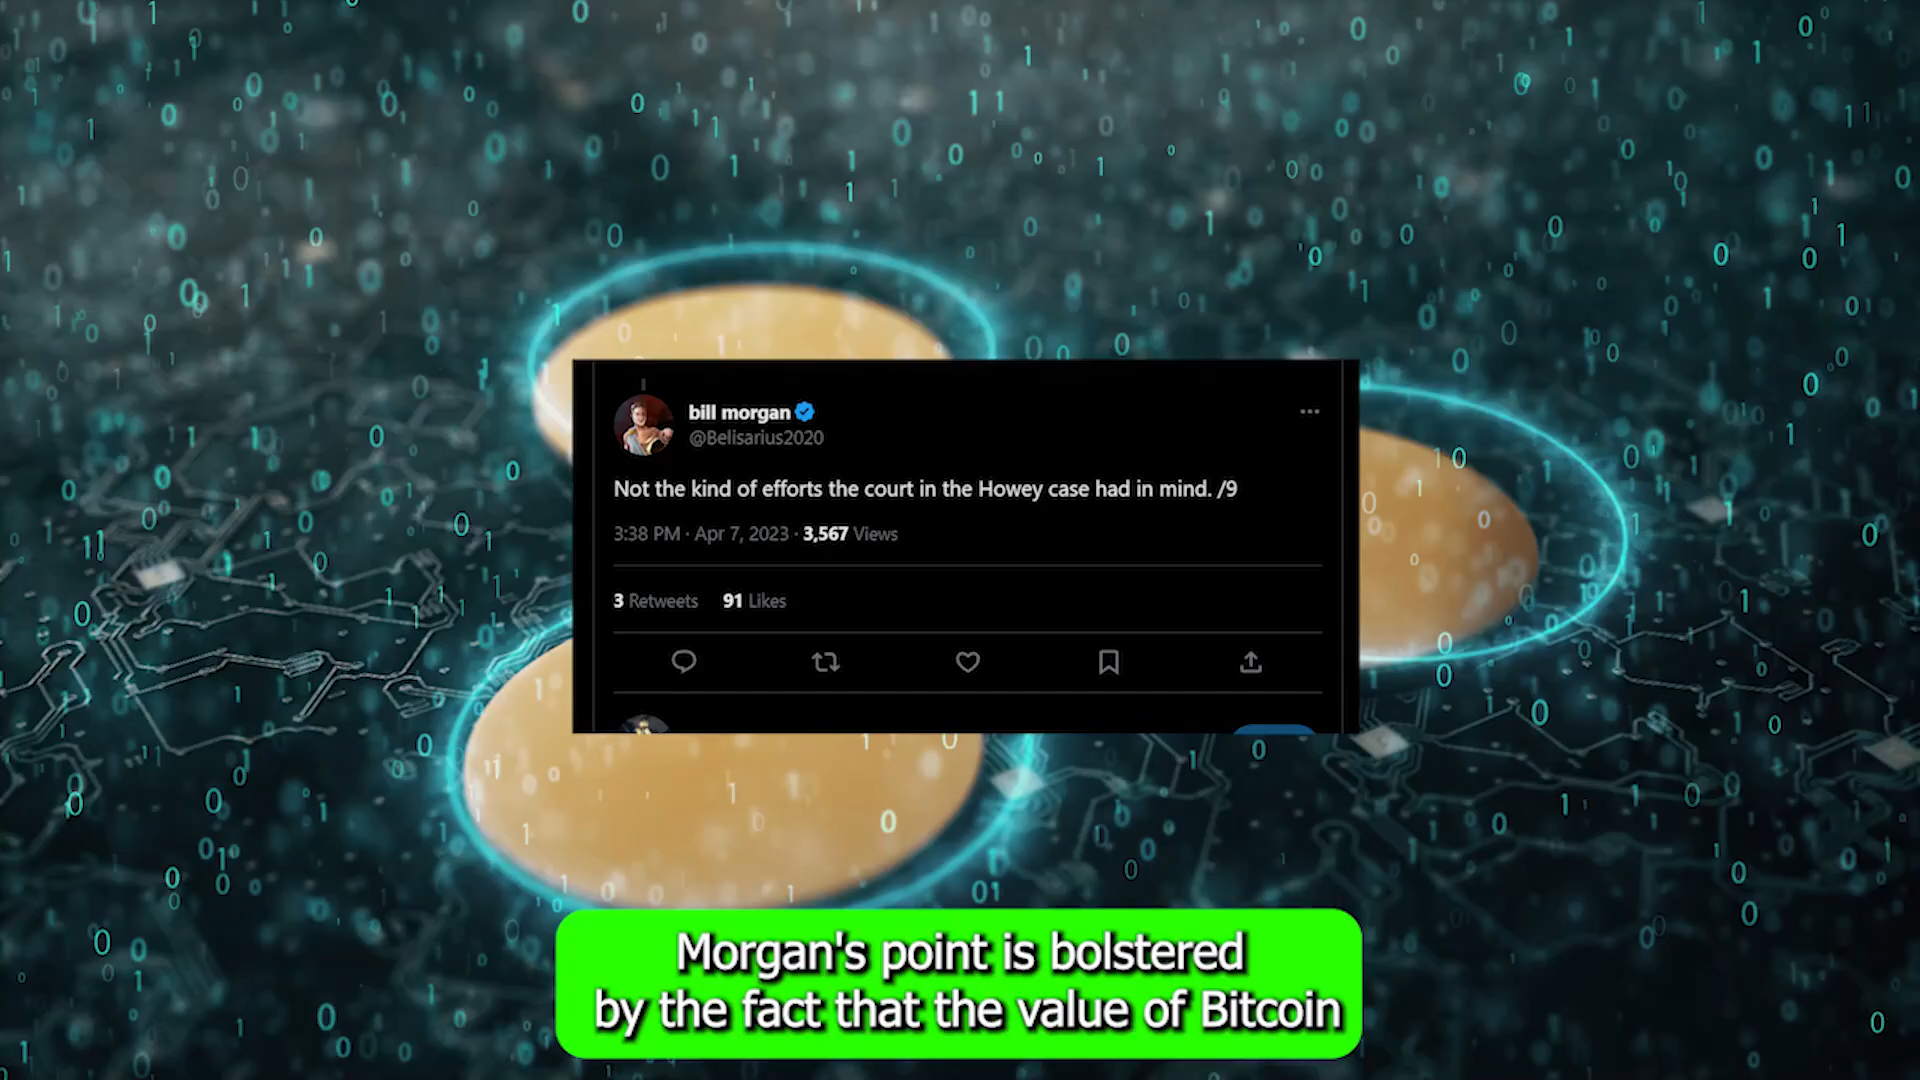 bill morgan
@Belisarius2020
Not the kind of efforts the court in the Howey case had in mind. /9
3:38 PM · Apr 7, 2023 · 3,567 Views
3 Retweets 91 Likes
Morgan's point is bolstered
by the fact that the value of Bitcoin